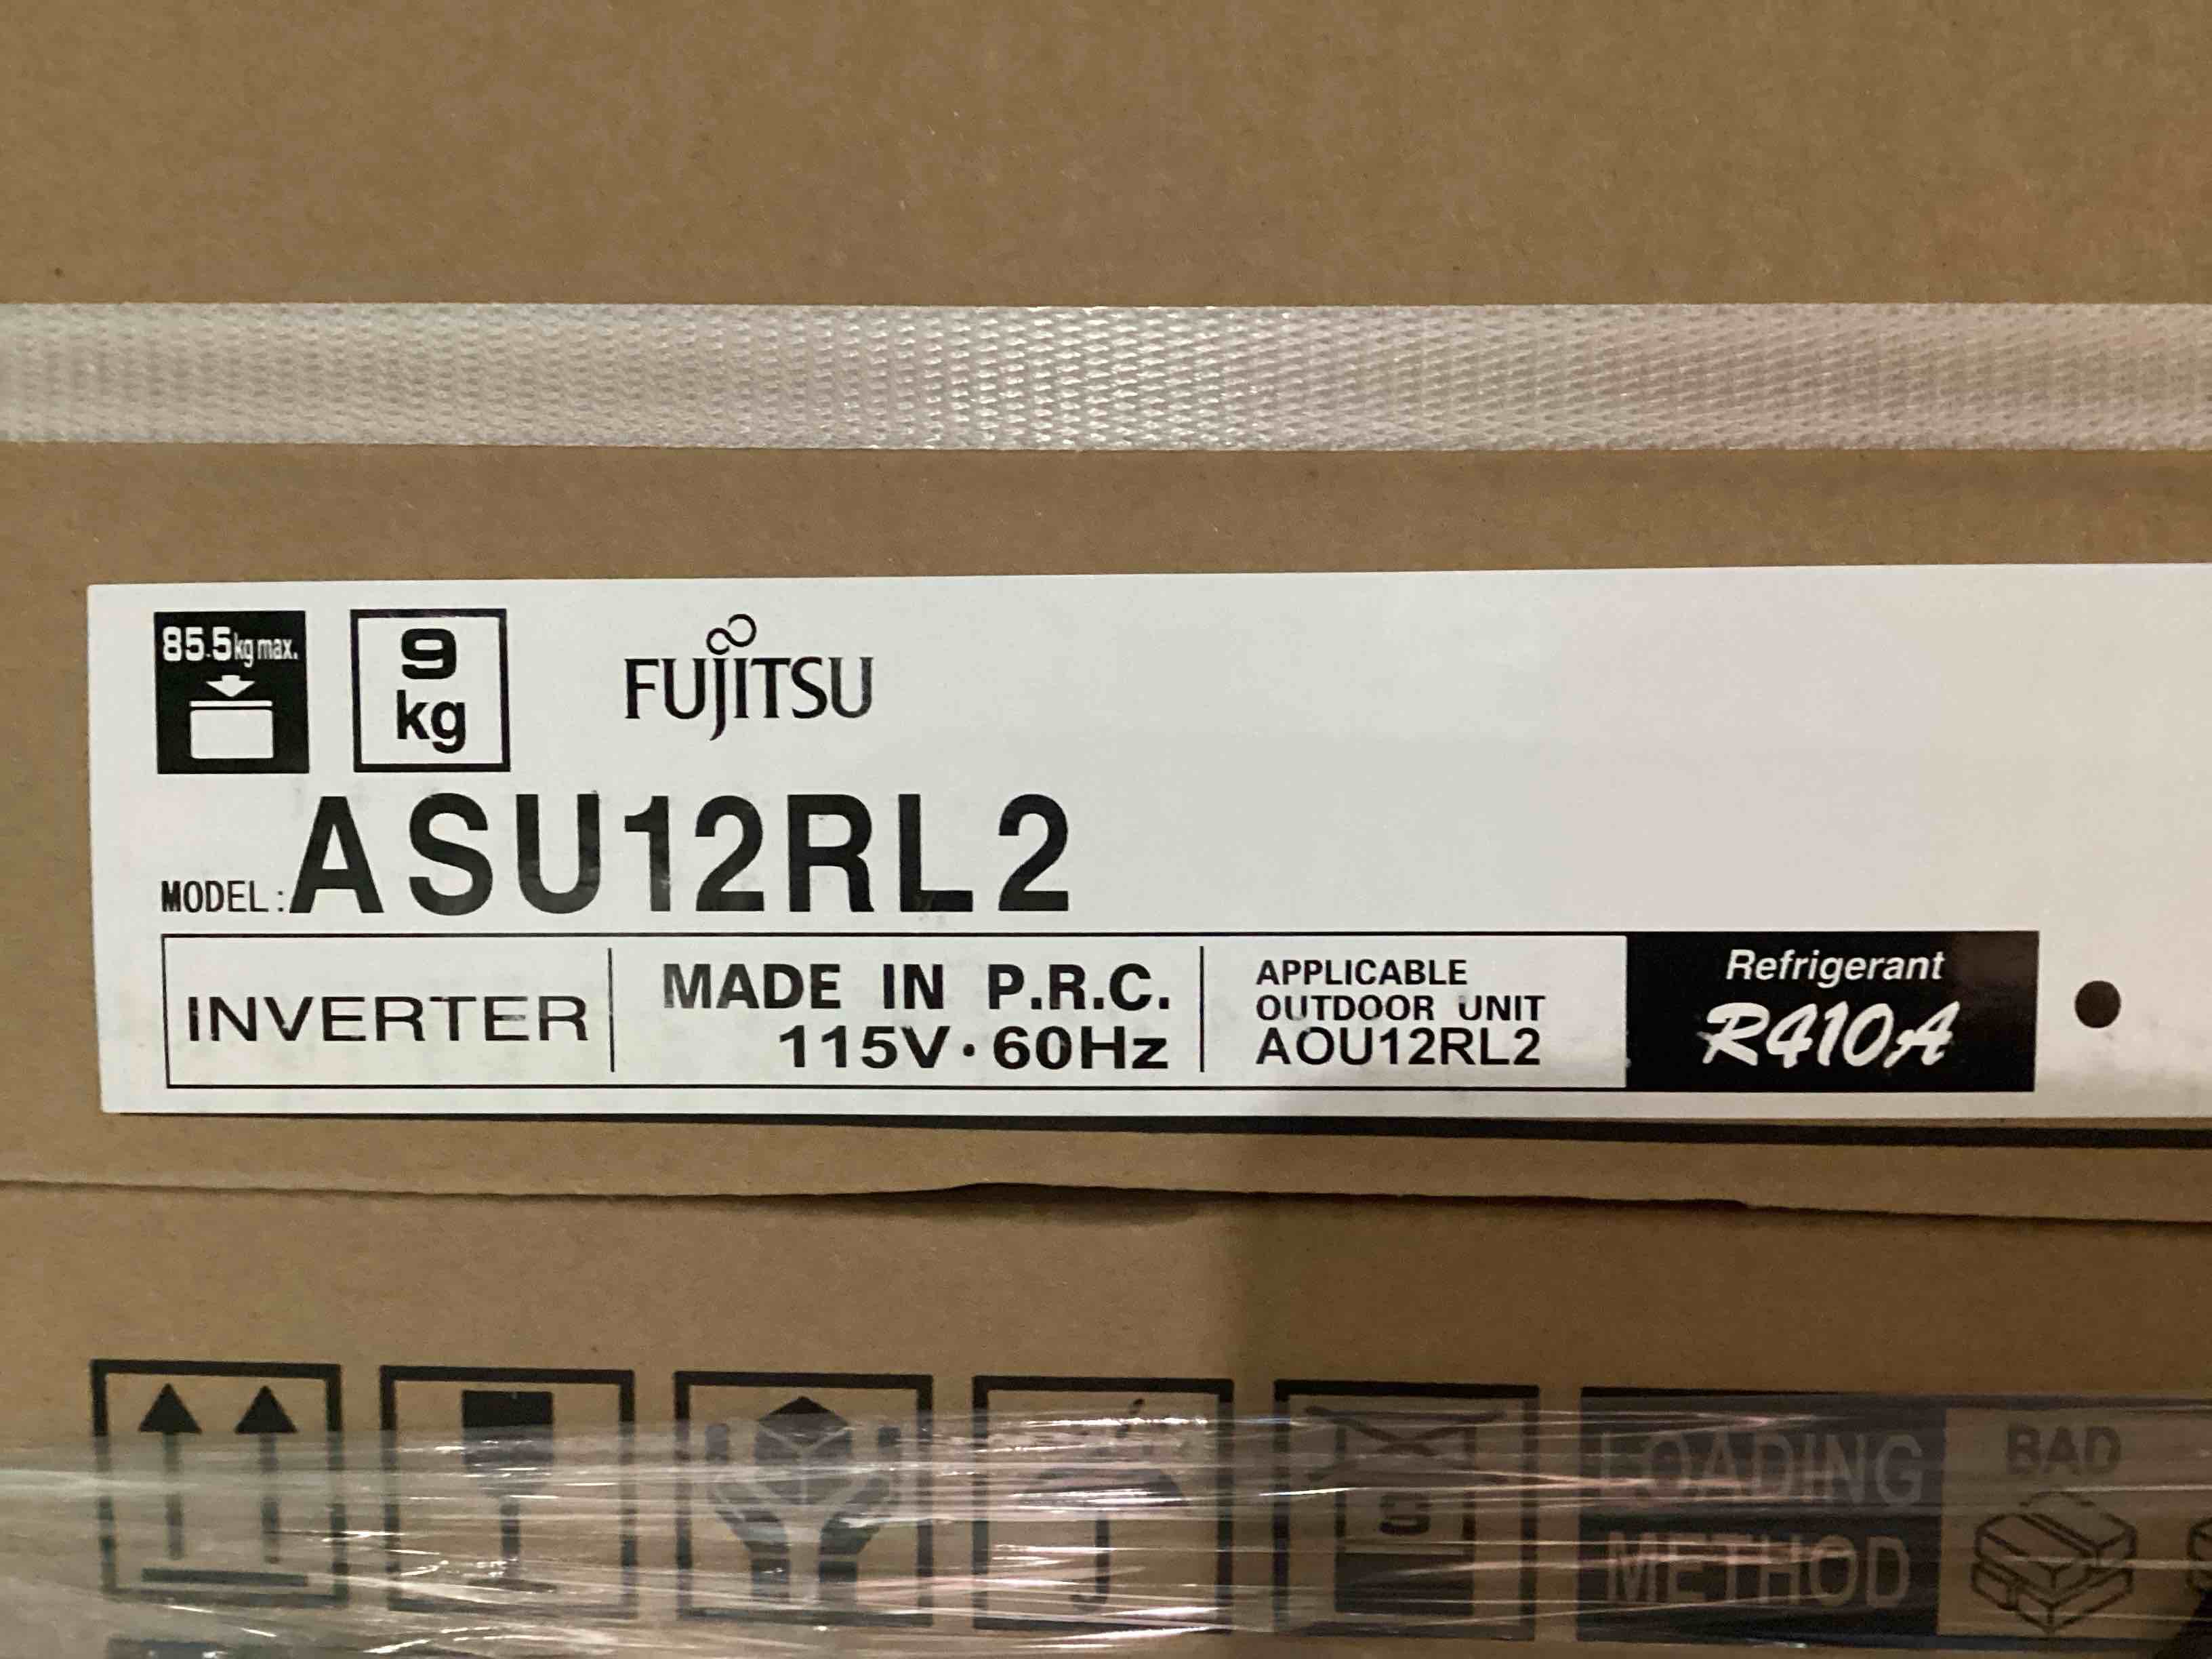 85.5kg max.
9
kg
FUJITSU
MODEL: ASU12RL2
INVERTER
MADE IN P.R.C.
115V・60Hz
APPLICABLE
OUTDOOR UNIT
AOU12RL2
Refrigerant
R410A
S
LOADING
METHOD
BAD